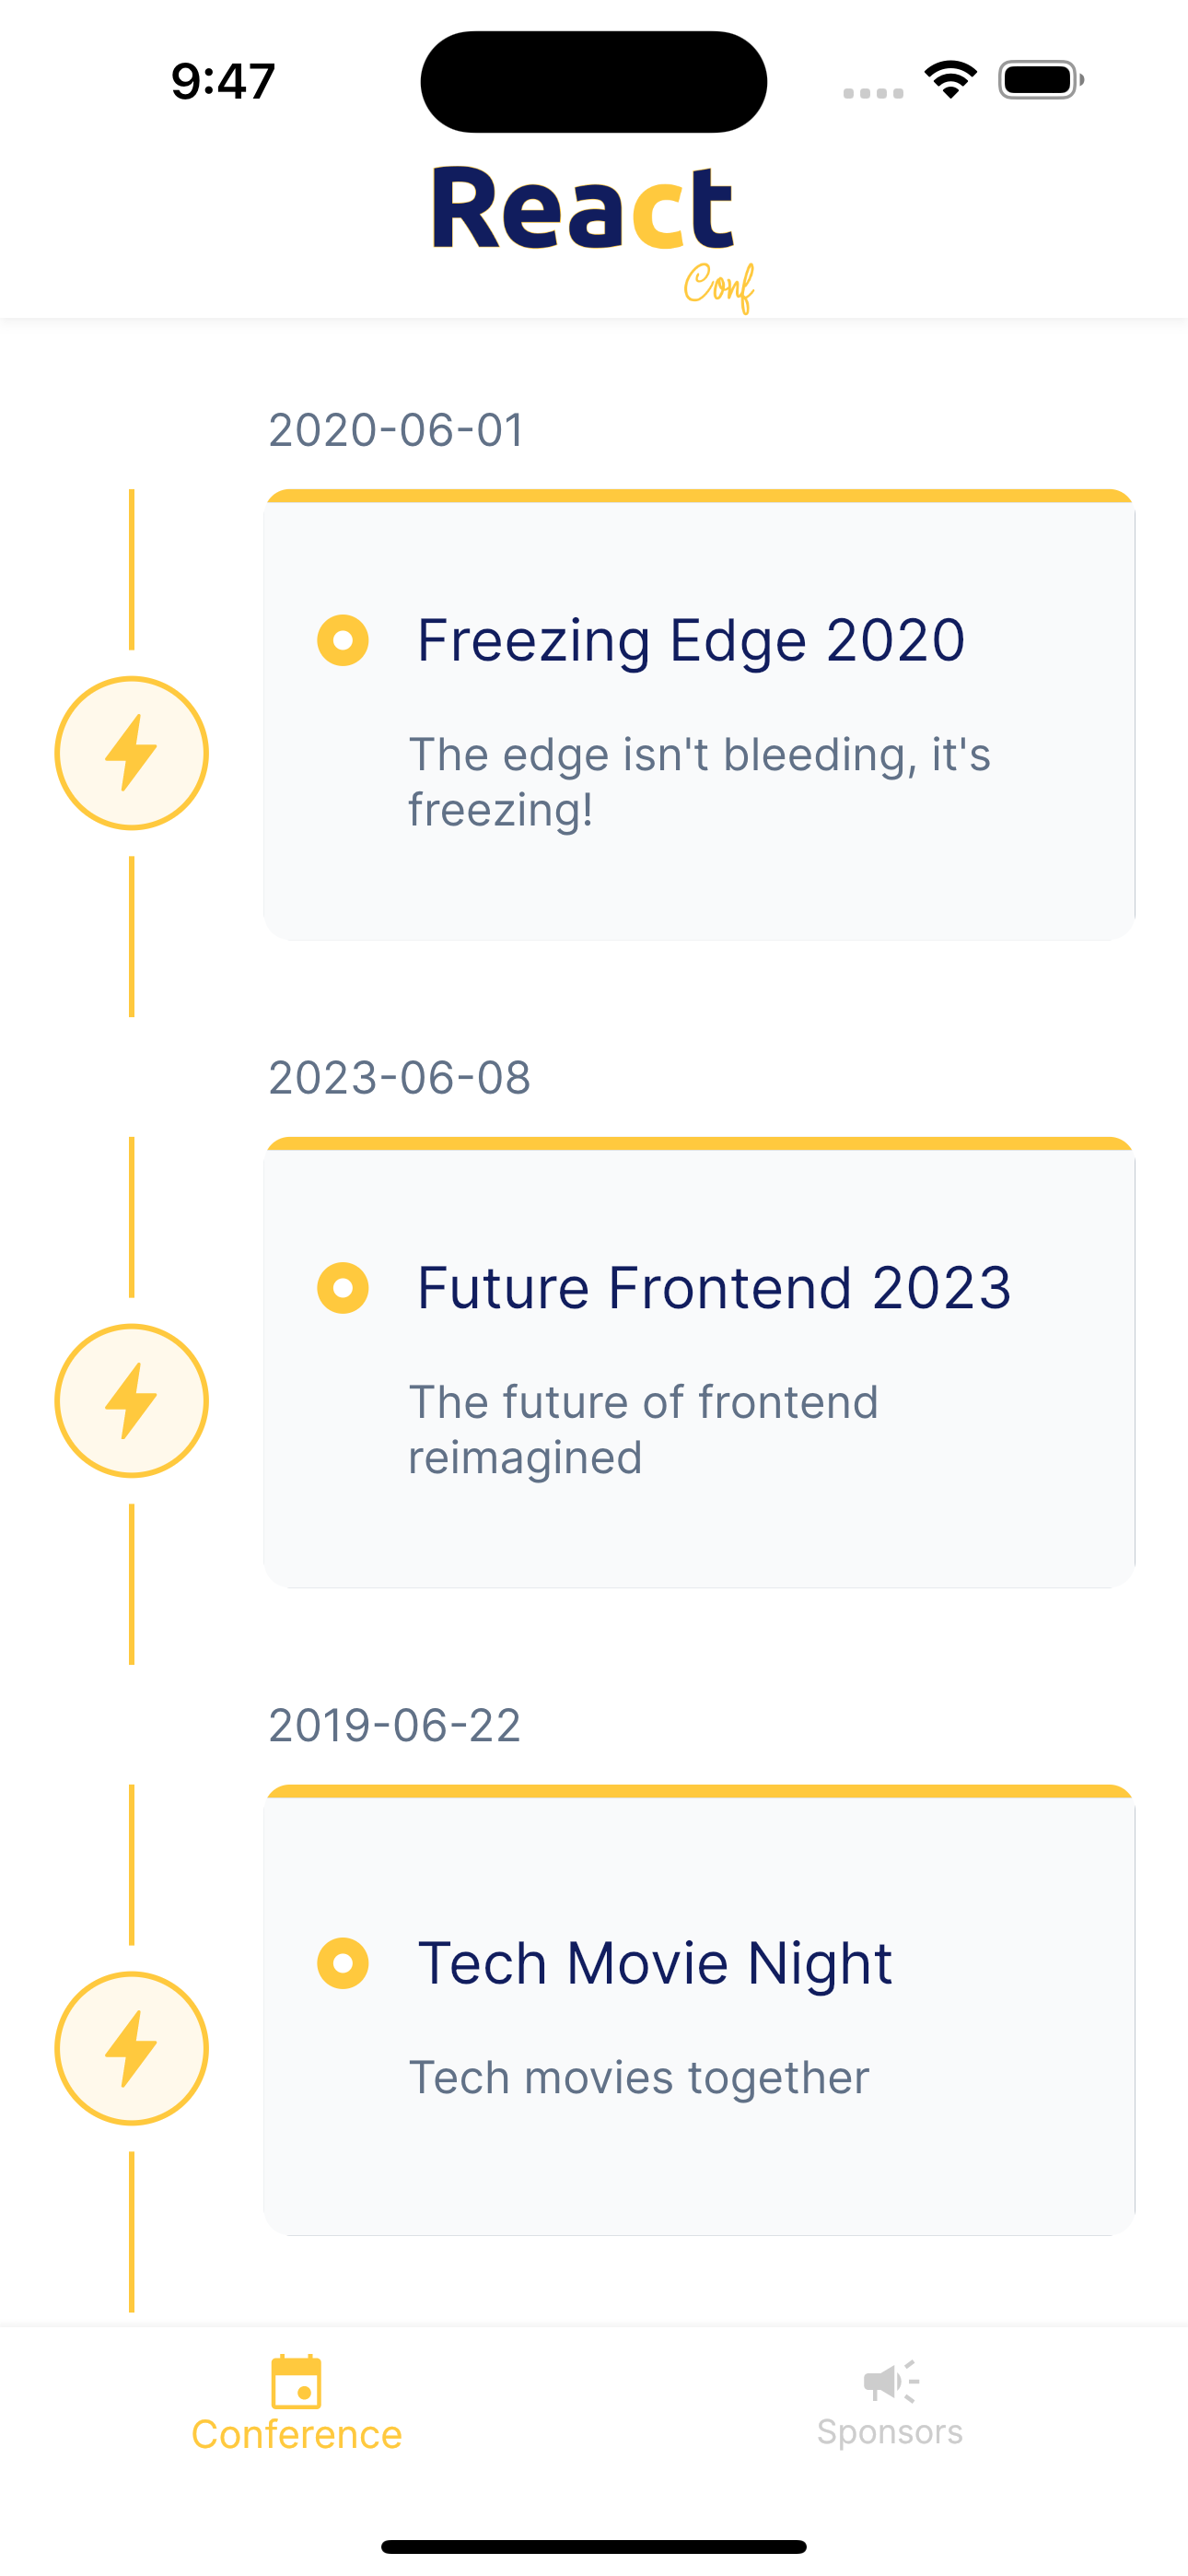 9:47
React
Conf
2020-06-01
Freezing Edge 2020
The edge isn't bleeding, it's
freezing!
2023-06-08
Future Frontend 2023
The future of frontend
reimagined
2019-06-22
Tech Movie Night
Tech movies together
Conference
Sponsors